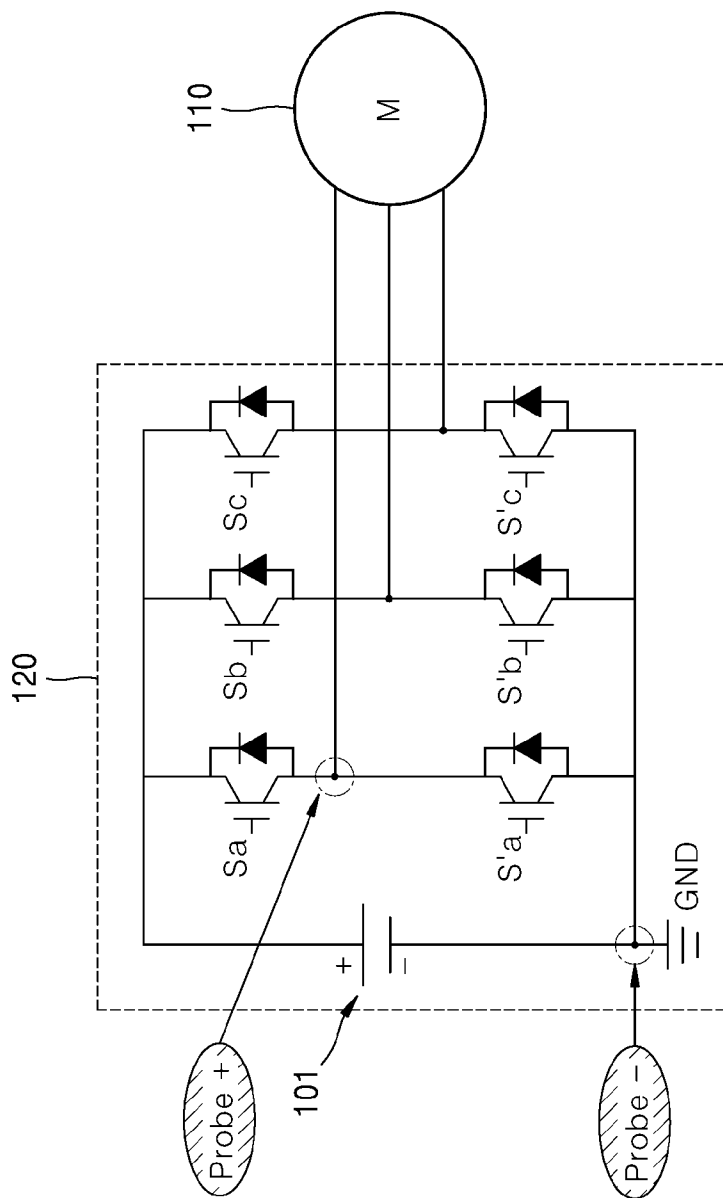 120
110
M
Sa
Sb
Sc
S'a
S'b
S'c
+
−
101
GND
Probe +
Probe −